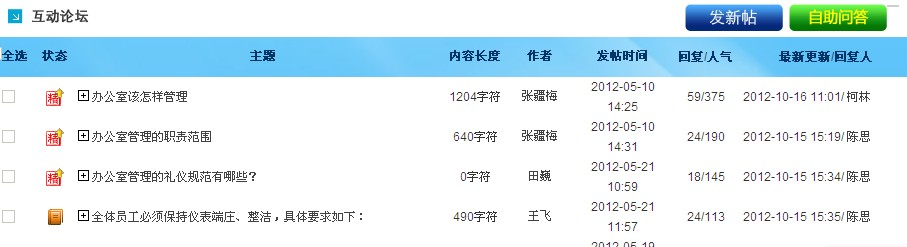 互动论坛 发新帖 自助问答
全选 状态 主题 内容长度 作者 发帖时间 回复/人气 最新更新/回复人
精 办公室该怎样管理 1204字符 张疆梅 2012-05-10 14:25 59/375 2012-10-16 11:01/柯林
精 办公室管理的职责范围 640字符 张疆梅 2012-05-10 14:31 24/190 2012-10-15 15:19/陈思
精 办公室管理的礼仪规范有哪些? 0字符 田巍 2012-05-21 10:59 18/145 2012-10-15 15:34/陈思
全体员工必须保持仪表端庄、整洁，具体要求如下： 490字符 王飞 2012-05-21 11:57 24/113 2012-10-15 15:35/陈思